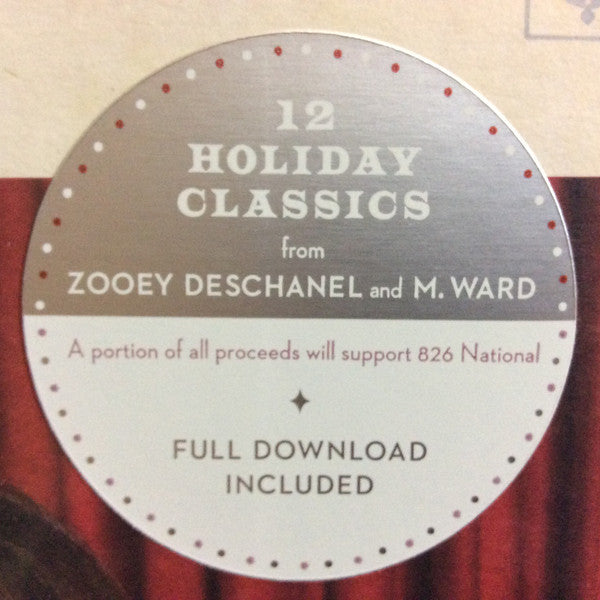 12
HOLIDAY
CLASSICS
from
ZOOEY DESCHANEL and M. WARD
A portion of all proceeds will support 826 National
FULL DOWNLOAD
INCLUDED